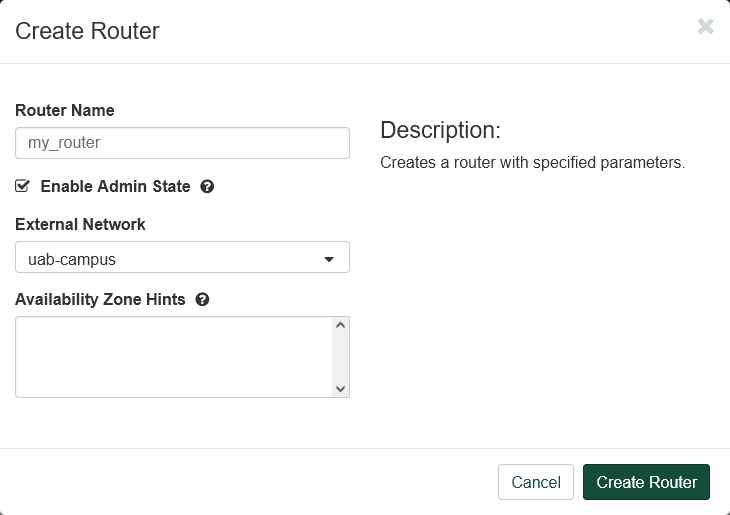 Create Router
Router Name
my_router
Enable Admin State
External Network
uab-campus
Availability Zone Hints
Description:
Creates a router with specified parameters.
Cancel
Create Router